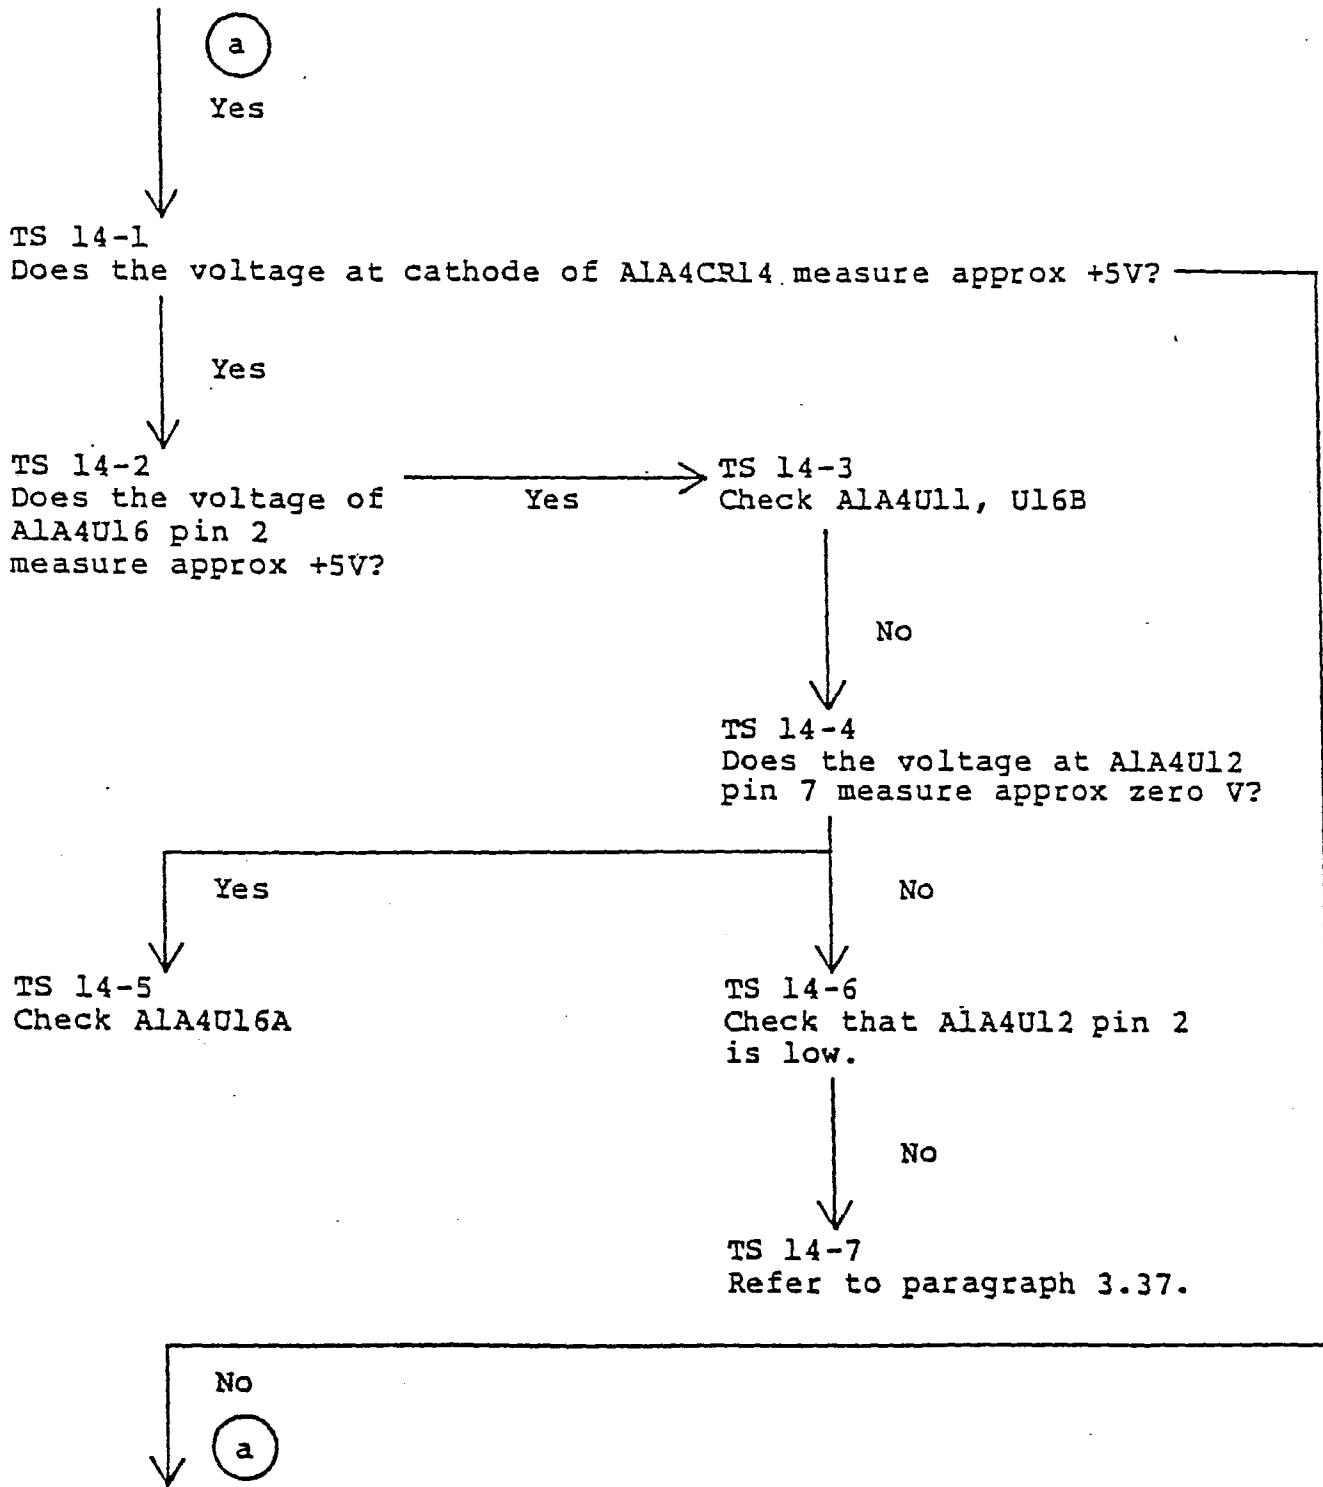 a
Yes
TS 14-1
Does the voltage at cathode of A1A4CR14 measure approx +5V?
Yes
TS 14-2
Does the voltage of
A1A4U16 pin 2
measure approx +5V?
Yes
TS 14-3
Check A1A4U11, U16B
No
TS 14-4
Does the voltage at A1A4U12
pin 7 measure approx zero V?
Yes
No
TS 14-5
Check A1A4U16A
TS 14-6
Check that A1A4U12 pin 2
is low.
No
TS 14-7
Refer to paragraph 3.37.
No
a